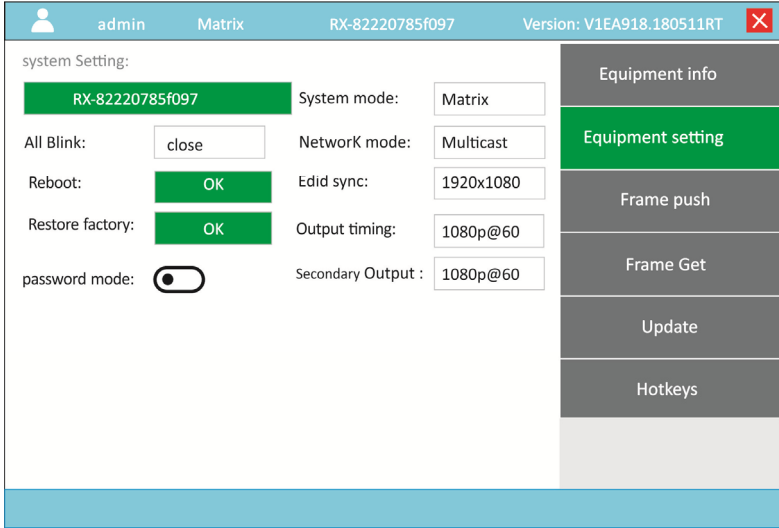 admin Matrix RX-82220785f097 Version: V1EA918.180511RT
system Setting:
RX-82220785f097
System mode: Matrix
All Blink: close
NetworK mode: Multicast
Reboot: OK
Edid sync: 1920x1080
Restore factory: OK
Output timing: 1080p@60
password mode:
Secondary Output : 1080p@60
Equipment info
Equipment setting
Frame push
Frame Get
Update
Hotkeys